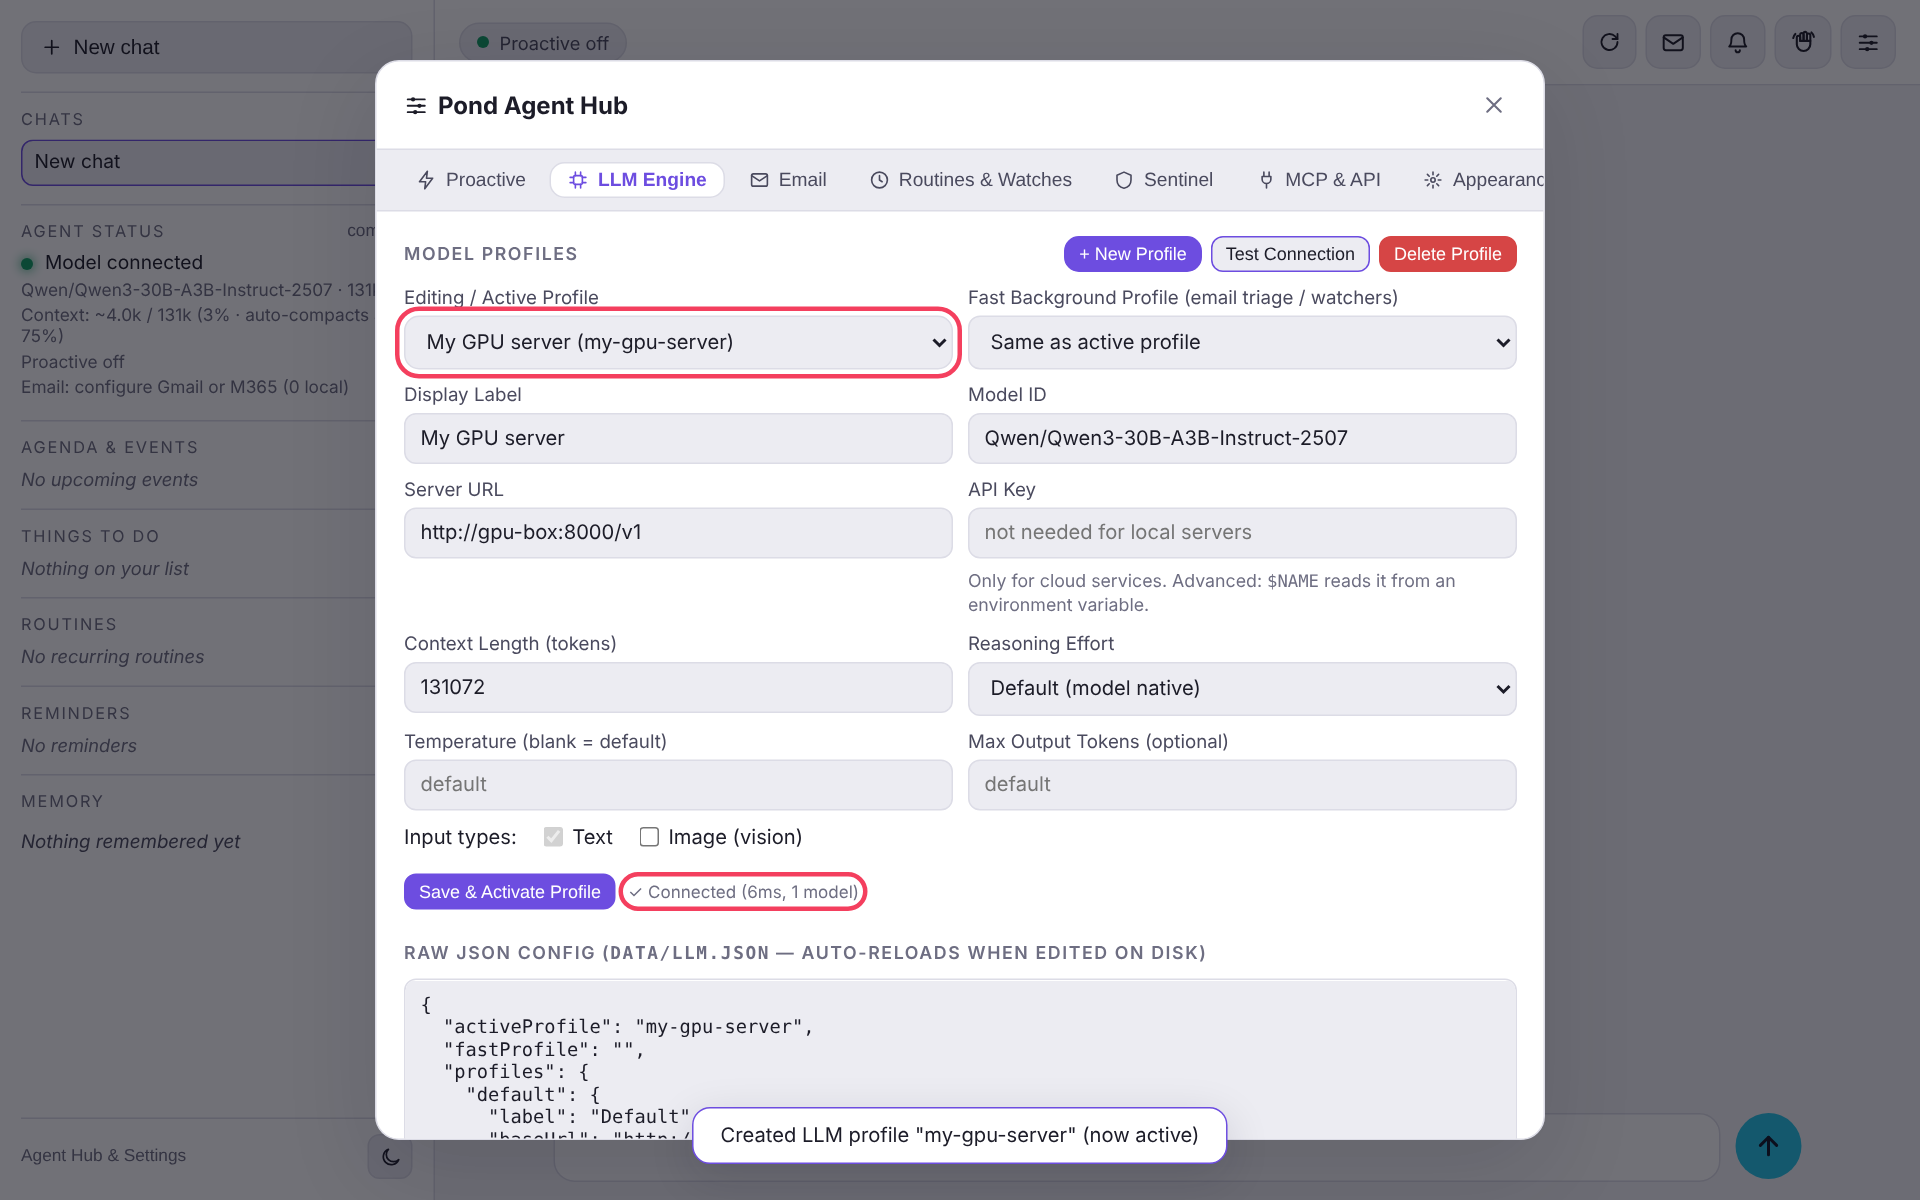 New chat
Proactive off
CHATS
New chat
AGENT STATUS
Model connected
Qwen/Qwen3-30B-A3B-Instruct-2507 · 131
Context: ~4.0k / 131k (3% · auto-compacts
75%)
Proactive off
Email: configure Gmail or M365 (0 local)
AGENDA & EVENTS
No upcoming events
THINGS TO DO
Nothing on your list
ROUTINES
No recurring routines
REMINDERS
No reminders
MEMORY
Nothing remembered yet
Agent Hub & Settings
Pond Agent Hub
Proactive
LLM Engine
Email
Routines & Watches
Sentinel
MCP & API
Appearanc
MODEL PROFILES
+ New Profile
Test Connection
Delete Profile
Editing / Active Profile
Fast Background Profile (email triage / watchers)
My GPU server (my-gpu-server)
Same as active profile
Display Label
Model ID
My GPU server
Qwen/Qwen3-30B-A3B-Instruct-2507
Server URL
API Key
http://gpu-box:8000/v1
not needed for local servers
Only for cloud services. Advanced: $NAME reads it from an
environment variable.
Context Length (tokens)
Reasoning Effort
131072
Default (model native)
Temperature (blank = default)
Max Output Tokens (optional)
default
default
Input types:
Text
Image (vision)
Save & Activate Profile
✓ Connected (6ms, 1 model)
RAW JSON CONFIG (DATA/LLM.JSON — AUTO-RELOADS WHEN EDITED ON DISK)
{
"activeProfile": "my-gpu-server",
"fastProfile": "",
"profiles": {
"default": {
"label": "Default"
Created LLM profile "my-gpu-server" (now active)